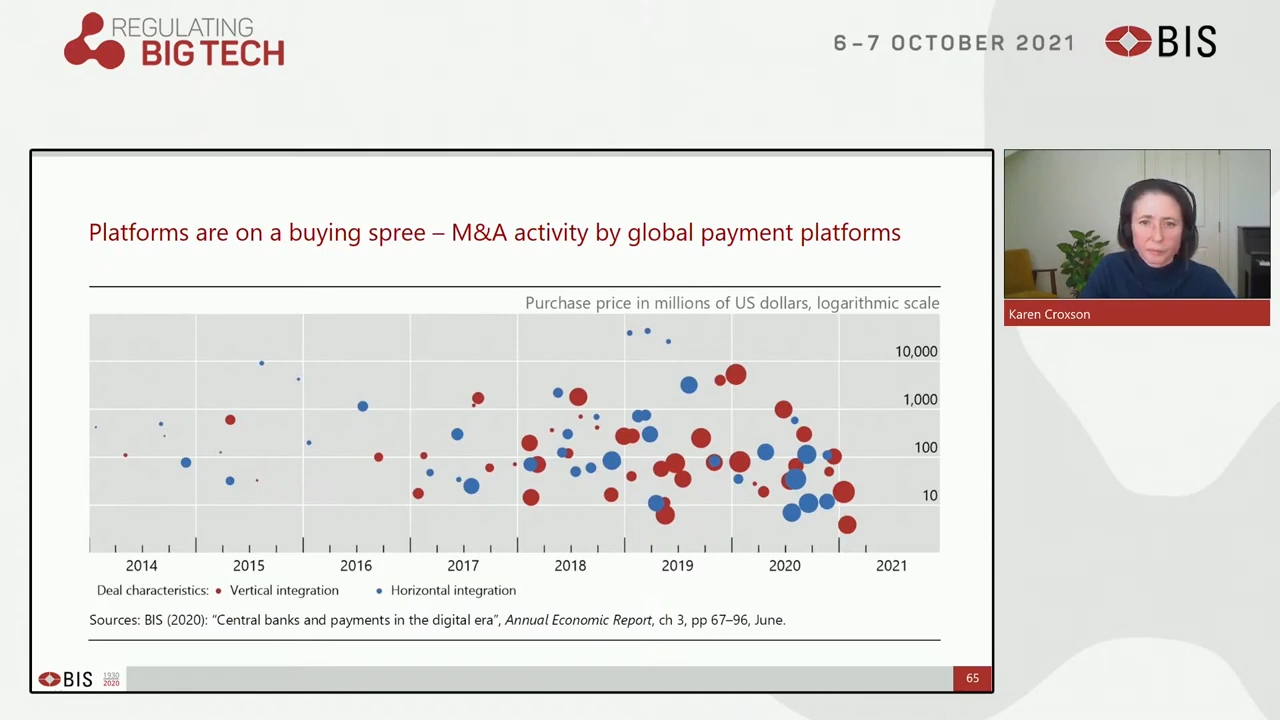 REGULATING
BIG TECH
6–7 OCTOBER 2021
BIS
Platforms are on a buying spree – M&A activity by global payment platforms
Purchase price in millions of US dollars, logarithmic scale
10,000
1,000
100
10
2014 2015 2016 2017 2018 2019 2020 2021
Deal characteristics: Vertical integration Horizontal integration
Sources: BIS (2020): “Central banks and payments in the digital era”, Annual Economic Report, ch 3, pp 67–96, June.
BIS
1930
2020
65
Karen Croxson